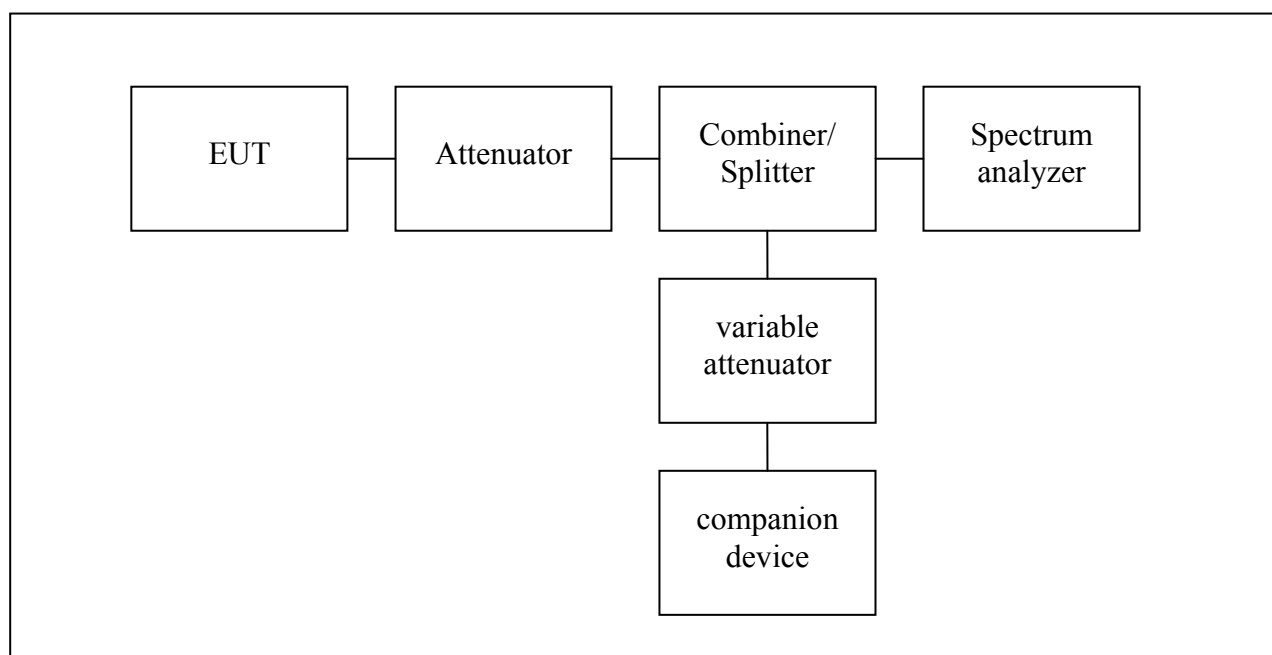 EUT
Attenuator
Combiner/
Splitter
Spectrum
analyzer
variable
attenuator
companion
device